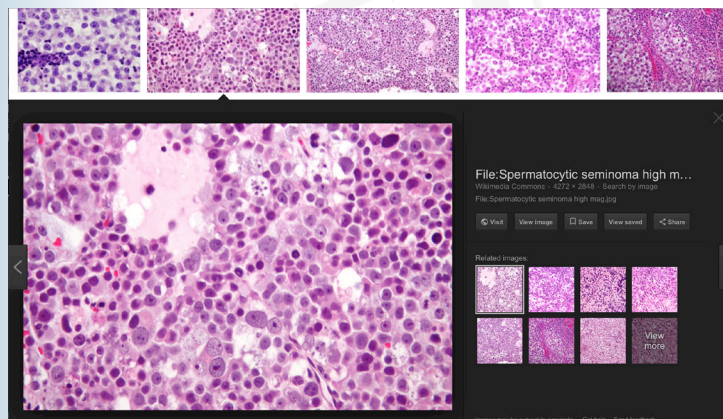 File:Spermatocytic seminoma high m...
Wikimedia Commons - 4272 × 2848 - Search by image
File:Spermatocytic seminoma high mag.jpg
Visit
View image
Save
View saved
Share
Related images:
View
more